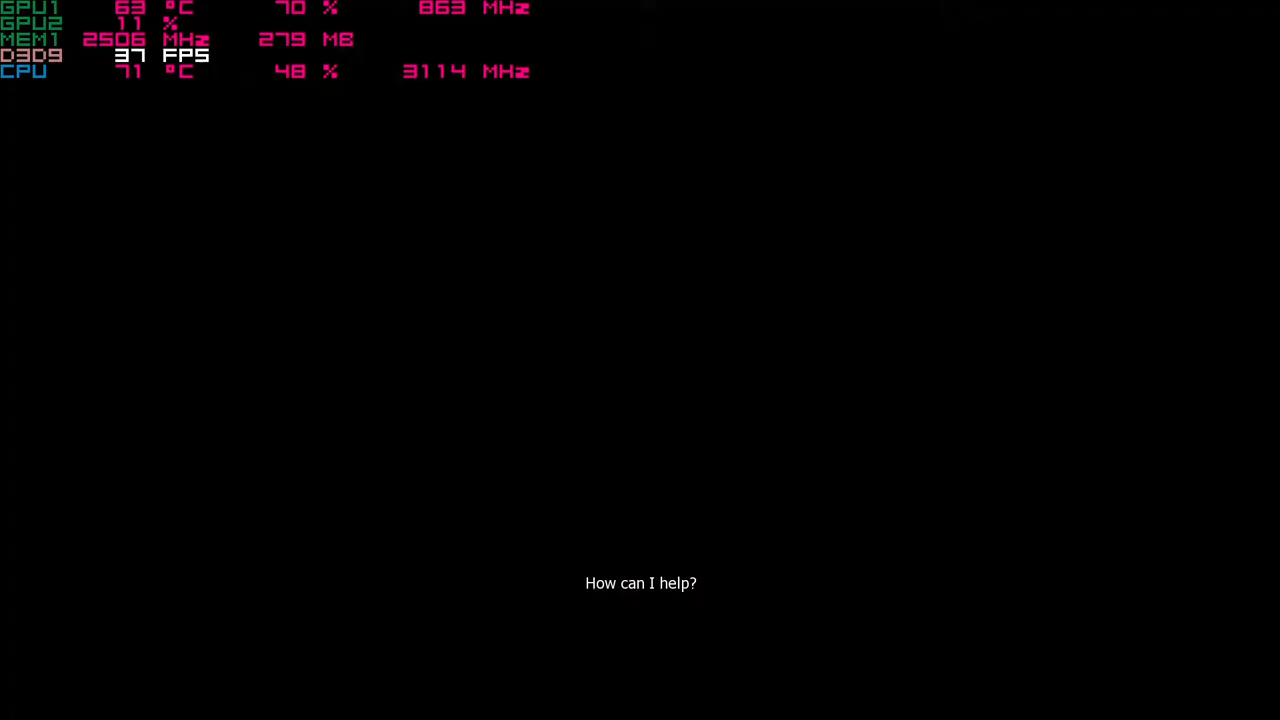 GPU1 63 °C 70 % 863 MHz
GPU2 11 %
MEM1 2506 MHz 279 MB
D3D9 37 FPS
CPU 71 °C 48 % 3114 MHz
How can I help?